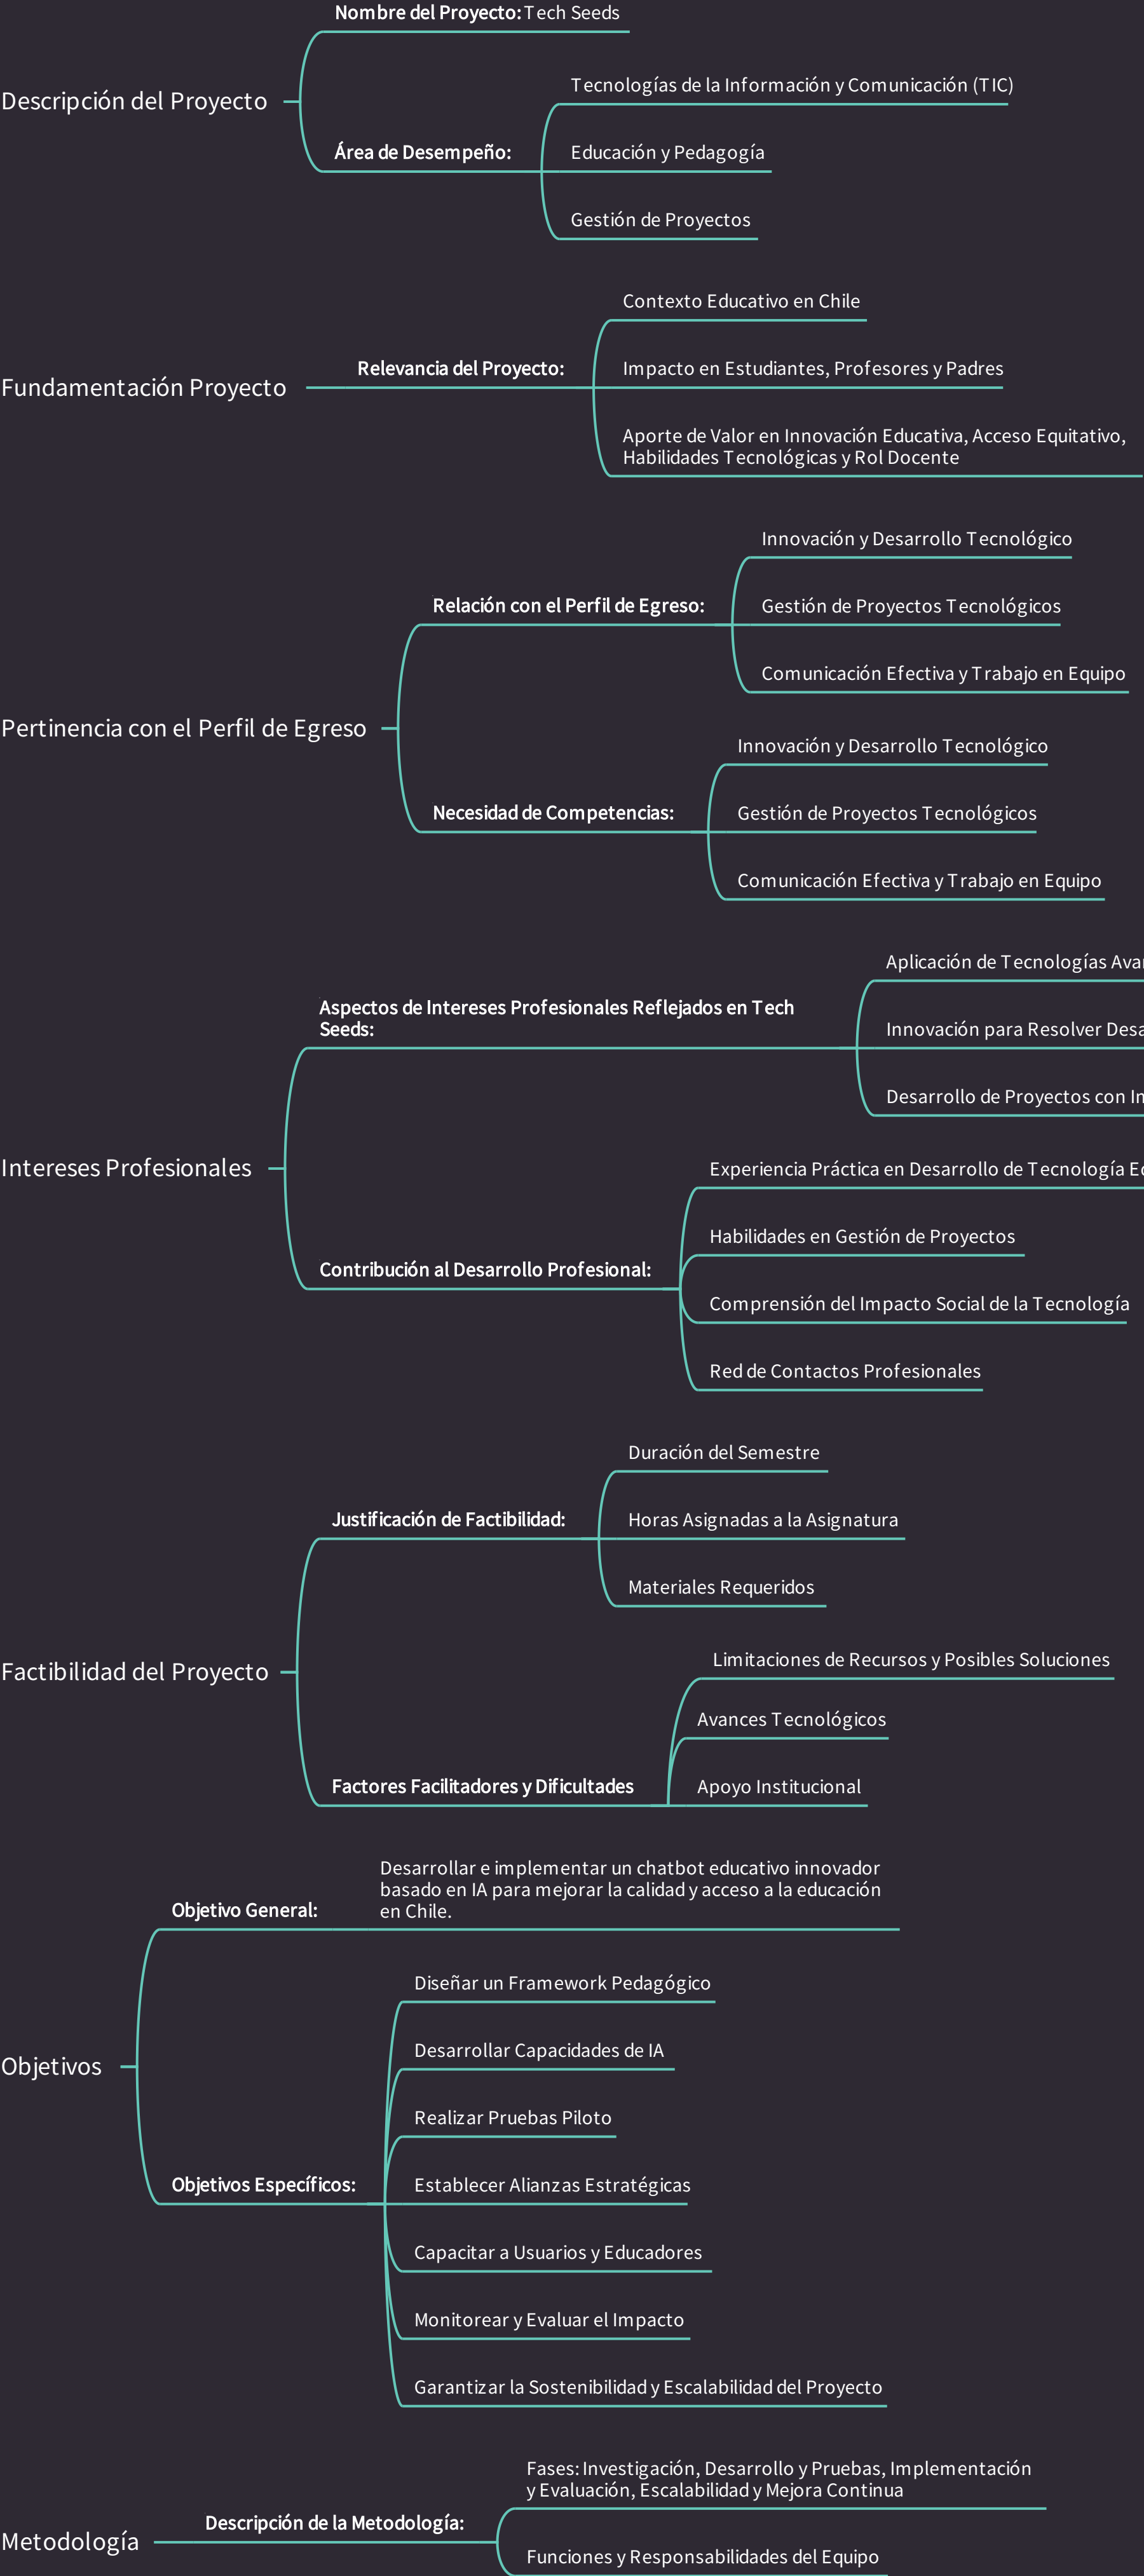 Nombre del Proyecto: Tech Seeds
Descripción del Proyecto
Tecnologías de la Información y Comunicación (TIC)
Área de Desempeño:
Educación y Pedagogía
Gestión de Proyectos
Contexto Educativo en Chile
Fundamentación Proyecto
Relevancia del Proyecto:
Impacto en Estudiantes, Profesores y Padres
Aporte de Valor en Innovación Educativa, Acceso Equitativo,
Habilidades Tecnológicas y Rol Docente
Innovación y Desarrollo Tecnológico
Relación con el Perfil de Egreso:
Gestión de Proyectos Tecnológicos
Comunicación Efectiva y Trabajo en Equipo
Pertinencia con el Perfil de Egreso
Innovación y Desarrollo Tecnológico
Necesidad de Competencias:
Gestión de Proyectos Tecnológicos
Comunicación Efectiva y Trabajo en Equipo
Aplicación de Tecnologías
Aspectos de Intereses Profesionales Reflejados en Tech
Seeds:
Innovación para Resolver
Desarrollo de Proyectos con
Intereses Profesionales
Experiencia Práctica en Desarrollo de Tecnología
Habilidades en Gestión de Proyectos
Contribución al Desarrollo Profesional:
Comprensión del Impacto Social de la Tecnología
Red de Contactos Profesionales
Duración del Semestre
Justificación de Factibilidad:
Horas Asignadas a la Asignatura
Materiales Requeridos
Factibilidad del Proyecto
Limitaciones de Recursos y Posibles Soluciones
Avances Tecnológicos
Factores Facilitadores y Dificultades
Apoyo Institucional
Desarrollar e implementar un chatbot educativo innovador
basado en IA para mejorar la calidad y acceso a la educación
en Chile.
Objetivo General:
Diseñar un Framework Pedagógico
Desarrollar Capacidades de IA
Objetivos
Realizar Pruebas Piloto
Objetivos Específicos:
Establecer Alianzas Estratégicas
Capacitar a Usuarios y Educadores
Monitorear y Evaluar el Impacto
Garantizar la Sostenibilidad y Escalabilidad del Proyecto
Fases: Investigación, Desarrollo y Pruebas, Implementación
y Evaluación, Escalabilidad y Mejora Continua
Metodología
Descripción de la Metodología:
Funciones y Responsabilidades del Equipo